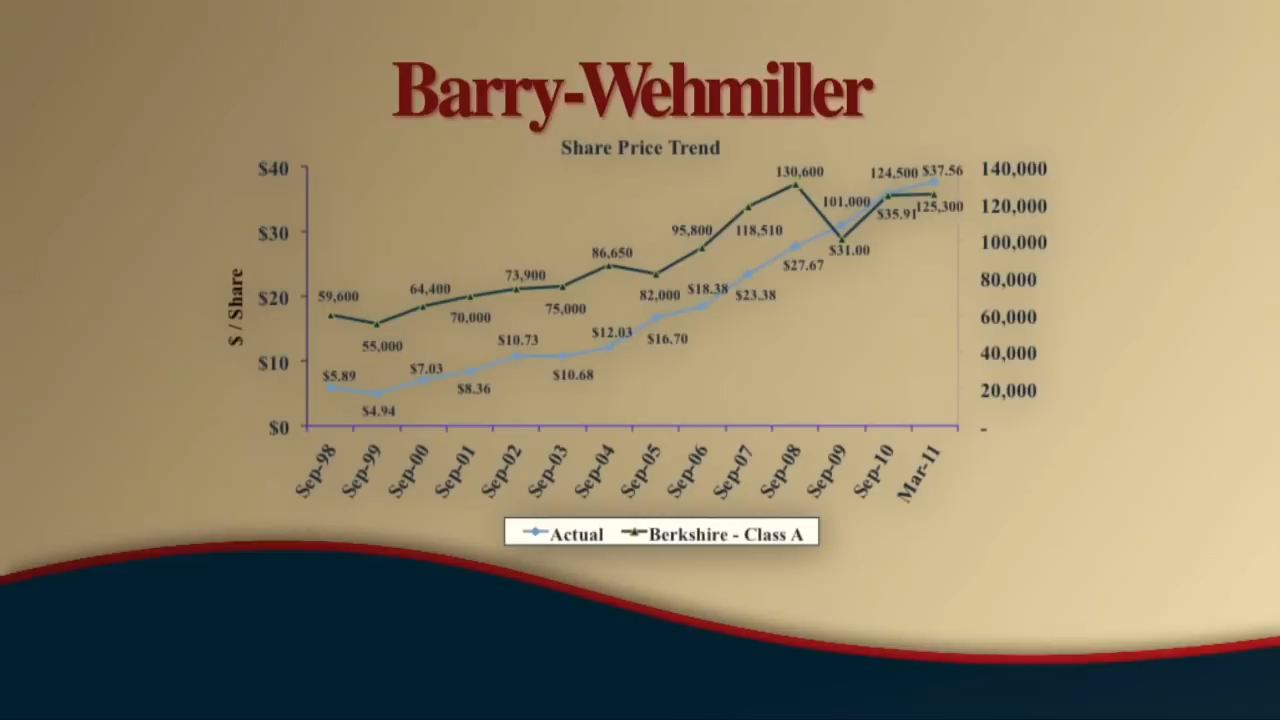 Barry-Wehmiller
Share Price Trend
$40
$30
$20
$10
$0
$ / Share
140,000
120,000
100,000
80,000
60,000
40,000
20,000
-
59,600
55,000
64,400
70,000
73,900
75,000
86,650
82,000
95,800
118,510
130,600
101,000
124,500
125,300
$5.89
$4.94
$7.03
$8.36
$10.73
$10.68
$12.03
$16.70
$18.38
$23.38
$27.67
$31.00
$35.91
$37.56
Sep-98
Sep-99
Sep-00
Sep-01
Sep-02
Sep-03
Sep-04
Sep-05
Sep-06
Sep-07
Sep-08
Sep-09
Sep-10
Mar-11
Actual Berkshire - Class A